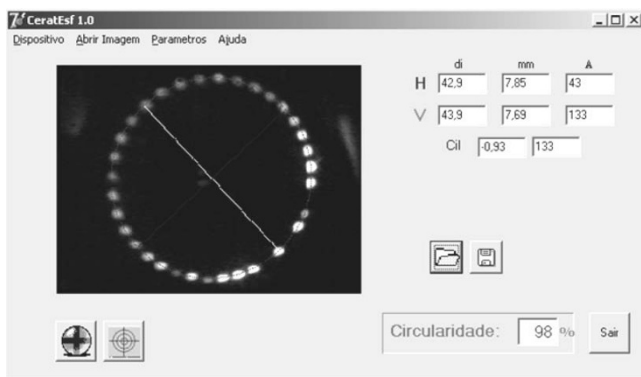 CeratEsf 1.0
Dispositivo Abrir Imagem Parametros Ajuda
di mm A
H 42,9 7,85 43
V 43,9 7,69 133
Cil -0,93 133
Circularidade: 98 %
Sair